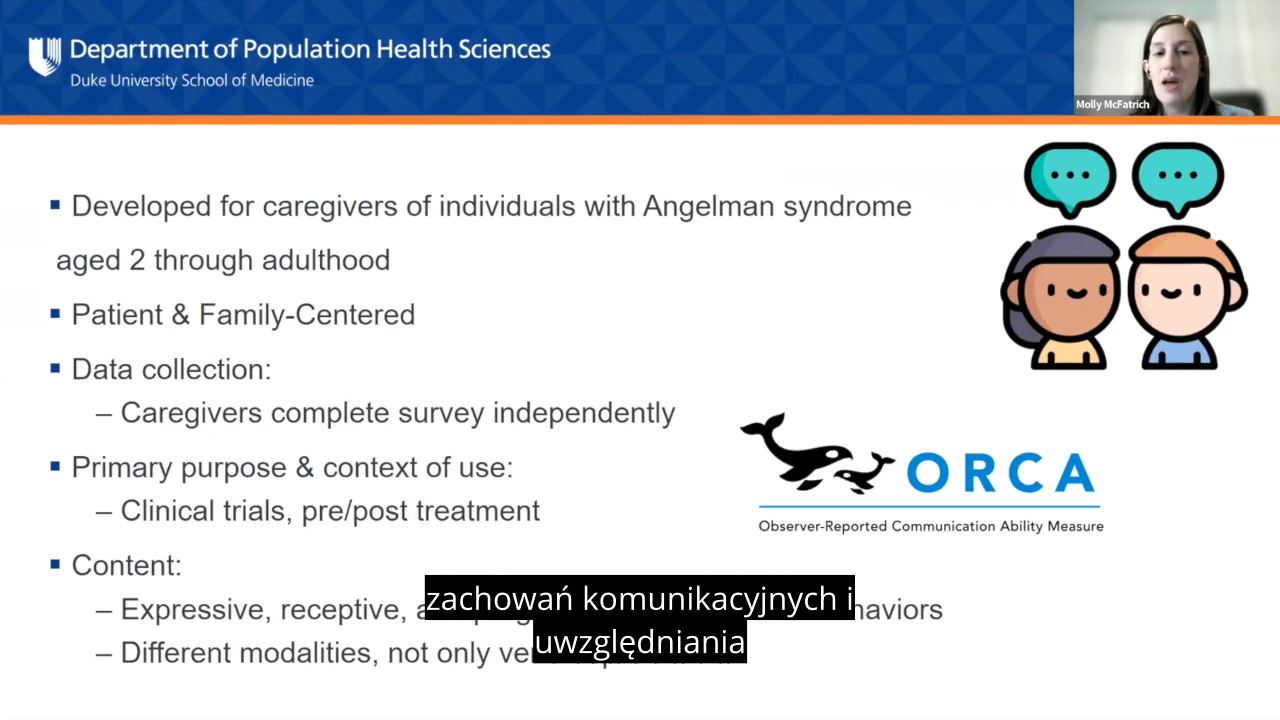 Department of Population Health Sciences
Duke University School of Medicine
Molly McFatrich
▪ Developed for caregivers of individuals with Angelman syndrome
aged 2 through adulthood
▪ Patient & Family-Centered
▪ Data collection:
– Caregivers complete survey independently
▪ Primary purpose & context of use:
– Clinical trials, pre/post treatment
ORCA
Observer-Reported Communication Ability Measure
▪ Content:
– Expressive, receptive,
– Different modalities, not only
zachowań komunikacyjnych i
uwzględniania